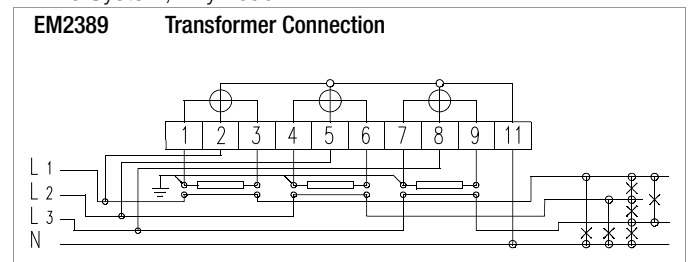 EM2389 Transformer Connection
1 2 3 4 5 6 7 8 9 11
L 1
L 2
L 3
N